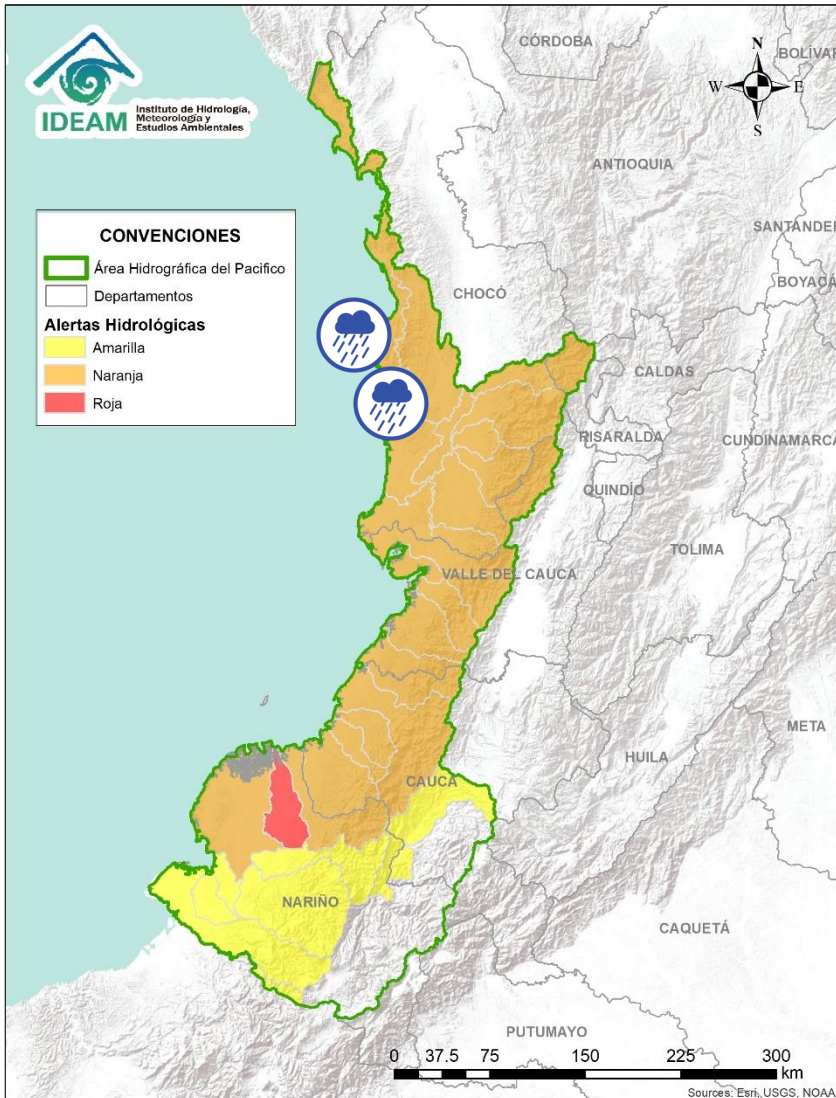 IDEAM
Instituto de Hidrología,
Meteorología y
Estudios Ambientales
CÓRDOBA
BOLÍVAR
N
W
E
S
ANTIOQUIA
SANTANDER
BOYACÁ
CONVENCIONES
Área Hidrográfica del Pacifico
Departamentos
Alertas Hidrológicas
Amarilla
Naranja
Roja
CHOCÓ
CALDAS
RISARALDA
CUNDINAMARCA
QUINDÍO
TOLIMA
VALLE DEL CAUCA
META
HUILA
CAUCA
NARIÑO
CAQUETÁ
PUTUMAYO
0 37.5 75 150 225 300
km
Sources: Esri, USGS, NOAA